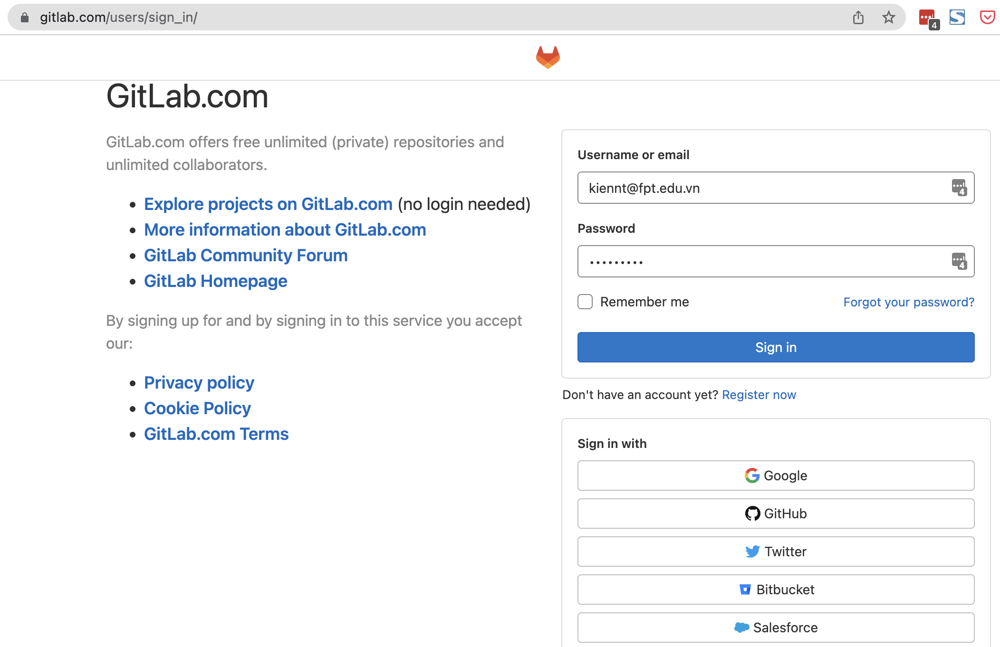 gitlab.com/users/sign_in/
4
GitLab.com
GitLab.com offers free unlimited (private) repositories and
unlimited collaborators.
• Explore projects on GitLab.com (no login needed)
• More information about GitLab.com
• GitLab Community Forum
• GitLab Homepage
By signing up for and by signing in to this service you accept
our:
• Privacy policy
• Cookie Policy
• GitLab.com Terms
Username or email
kiennt@fpt.edu.vn
4
Password
•••••••••
4
Remember me
Forgot your password?
Sign in
Don't have an account yet? Register now
Sign in with
Google
GitHub
Twitter
Bitbucket
Salesforce